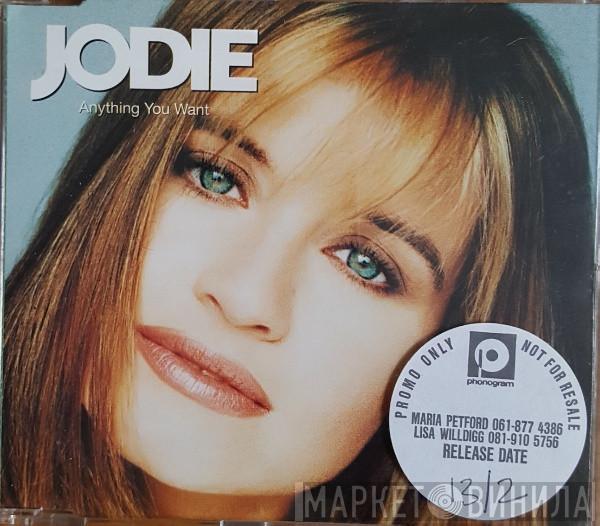 JODIE
Anything You Want
PROMO ONLY
NOT FOR RESALE
phonogram
MARIA PETFORD 061-877 4386
LISA WILLDIGG 081-910 5756
RELEASE DATE
13/2
МАРКЕТ ВИНИЛА